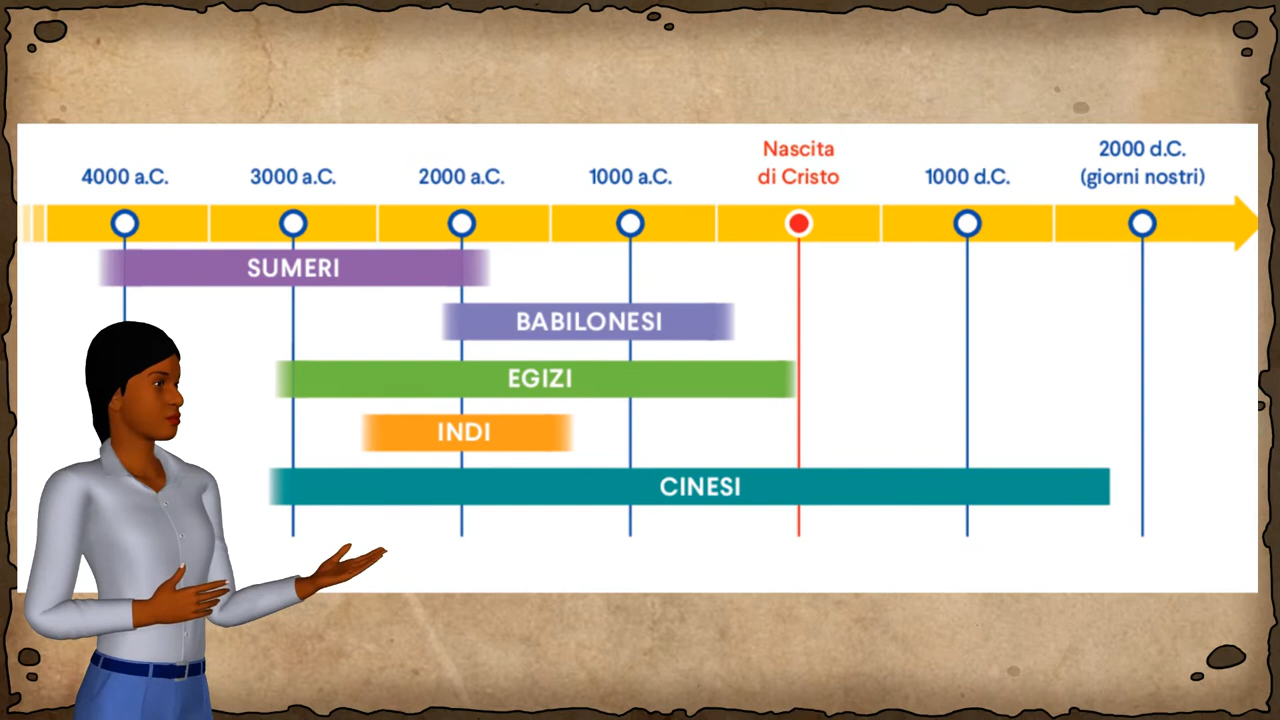 4000 a.C.
3000 a.C.
2000 a.C.
1000 a.C.
Nascita
di Cristo
1000 d.C.
2000 d.C.
(giorni nostri)
SUMERI
BABILONESI
EGIZI
INDI
CINESI